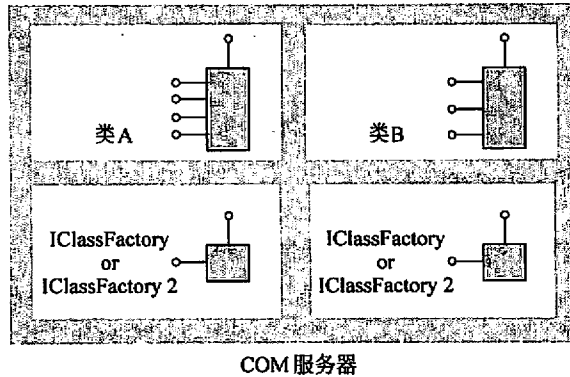 类A
类B
IClassFactory
or
IClassFactory 2
IClassFactory
or
IClassFactory 2
COM服务器